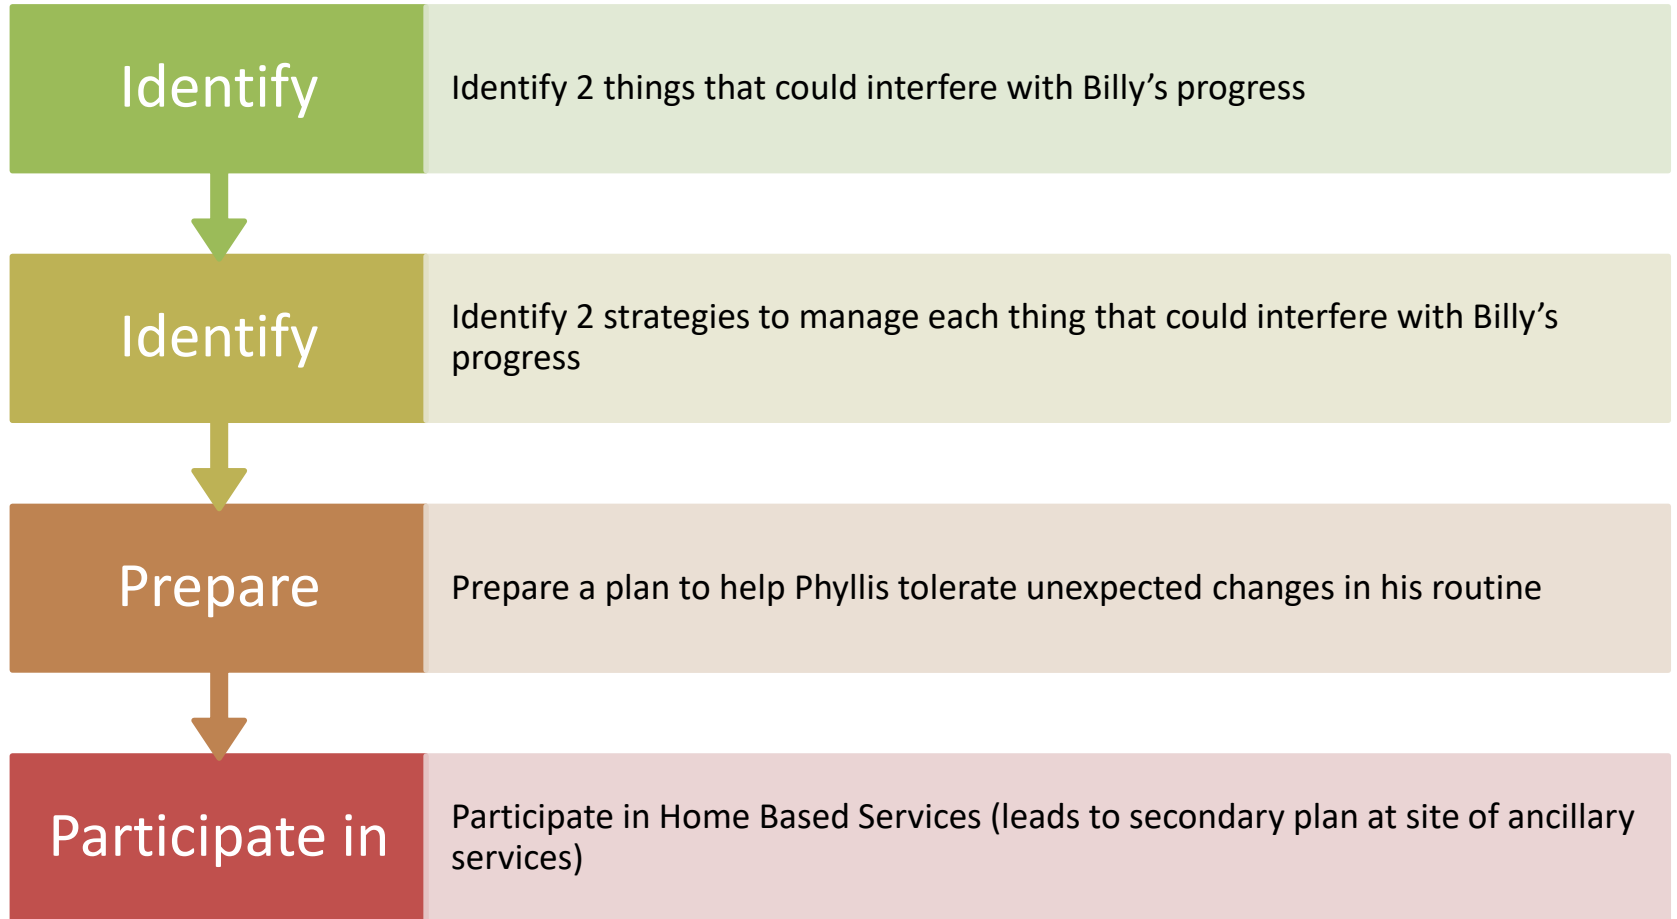 Identify
Identify 2 things that could interfere with Billy’s progress
Identify
Identify 2 strategies to manage each thing that could interfere with Billy’s
progress
Prepare
Prepare a plan to help Phyllis tolerate unexpected changes in his routine
Participate in
Participate in Home Based Services (leads to secondary plan at site of ancillary
services)